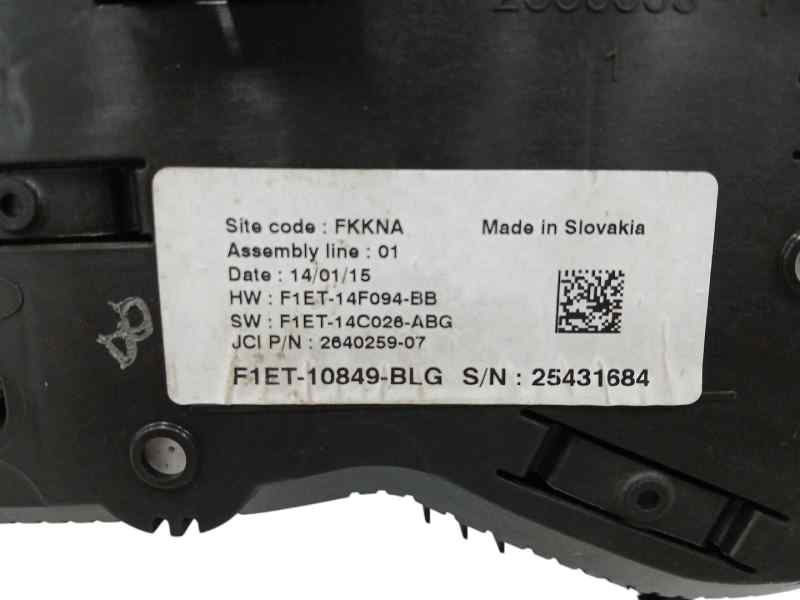 1
Site code : FKKNA Made in Slovakia
Assembly line : 01
Date : 14/01/15
HW : F1ET-14F094-BB
SW : F1ET-14C026-ABG
JCI P/N : 2640259-07
F1ET-10849-BLG S/N : 25431684